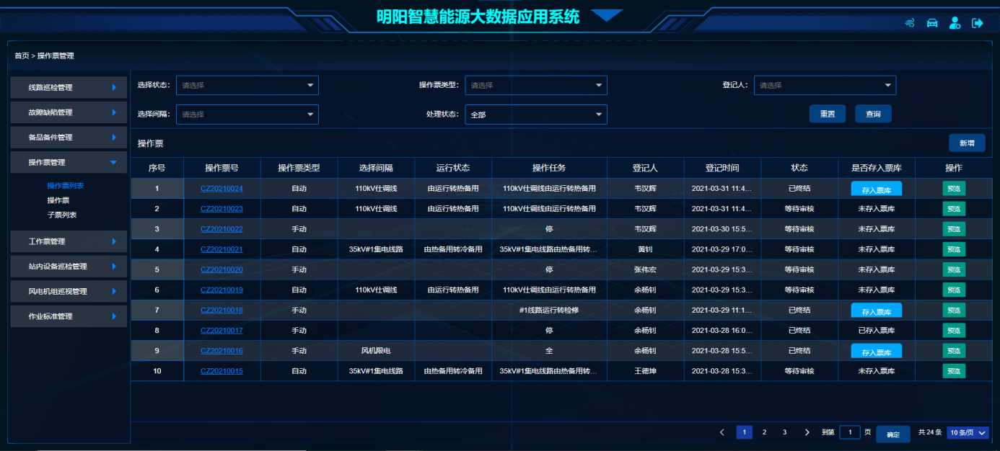 明阳智慧能源大数据应用系统
首页 > 操作票管理
线路巡检管理
故障缺陷管理
备品备件管理
操作票管理
操作票列表
操作票
子票列表
工作票管理
站内设备巡检管理
风电机组巡视管理
作业标准管理
选择状态: 请选择 操作票类型: 请选择 登记人: 请选择
选择间隔: 请选择 处理状态: 全部 重置 查询
操作票 新增
序号 操作票号 操作票类型 选择间隔 运行状态 操作任务 登记人 登记时间 状态 是否存入票库 操作
1 CZ20210024 自动 110kV仕调线 由运行转热备用 110kV仕调线由运行转热备用 韦汉辉 2021-03-31 11:4... 已终结 存入票库 预览
2 CZ20210023 自动 110kV仕调线 由运行转热备用 110kV仕调线由运行转热备用 韦汉辉 2021-03-31 11:4... 等待审核 未存入票库 预览
3 CZ20210022 手动 停 韦汉辉 2021-03-30 15:5... 等待审核 未存入票库 预览
4 CZ20210021 自动 35kV#1集电线路 由热备用转冷备用 35kV#1集电线路由热备用转... 黄钊 2021-03-29 17:0... 等待审核 未存入票库 预览
5 CZ20210020 手动 停 张伟宏 2021-03-29 15:3... 等待审核 未存入票库 预览
6 CZ20210019 自动 110kV仕调线 由运行转热备用 110kV仕调线由运行转热备用 余杨钊 2021-03-29 15:3... 等待审核 未存入票库 预览
7 CZ20210018 自动 #1线路运行转检修 余杨钊 2021-03-29 11:1... 已终结 存入票库 预览
8 CZ20210017 手动 停 余杨钊 2021-03-28 16:0... 已终结 已存入票库 预览
9 CZ20210016 手动 风机限电 全 余杨钊 2021-03-28 15:5... 已终结 存入票库 预览
10 CZ20210015 自动 35kV#1集电线路 由热备用转冷备用 35kV#1集电线路由热备用转... 王德坤 2021-03-28 15:3... 等待审核 未存入票库 预览
1 2 3 到第 1 页 确定 共 24 条 10 条/页